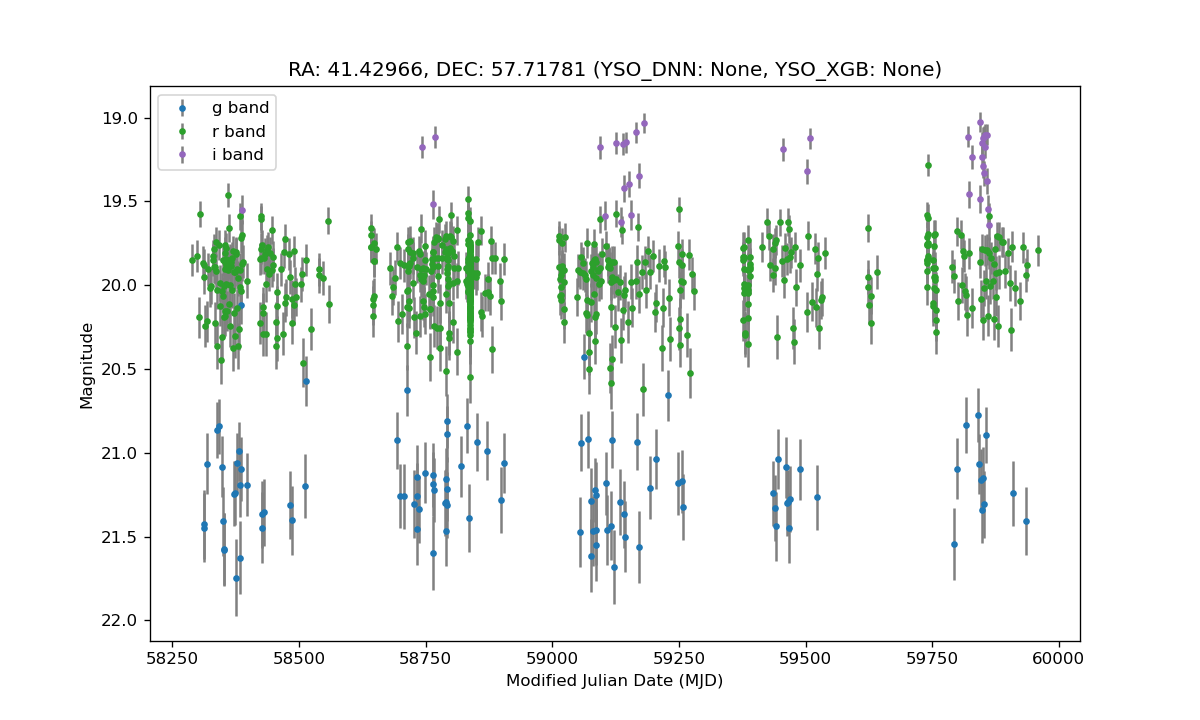 RA: 41.42966, DEC: 57.71781 (YSO_DNN: None, YSO_XGB: None)
g band
r band
i band
19.0
19.5
20.0
20.5
21.0
21.5
22.0
Magnitude
58250 58500 58750 59000 59250 59500 59750 60000
Modified Julian Date (MJD)